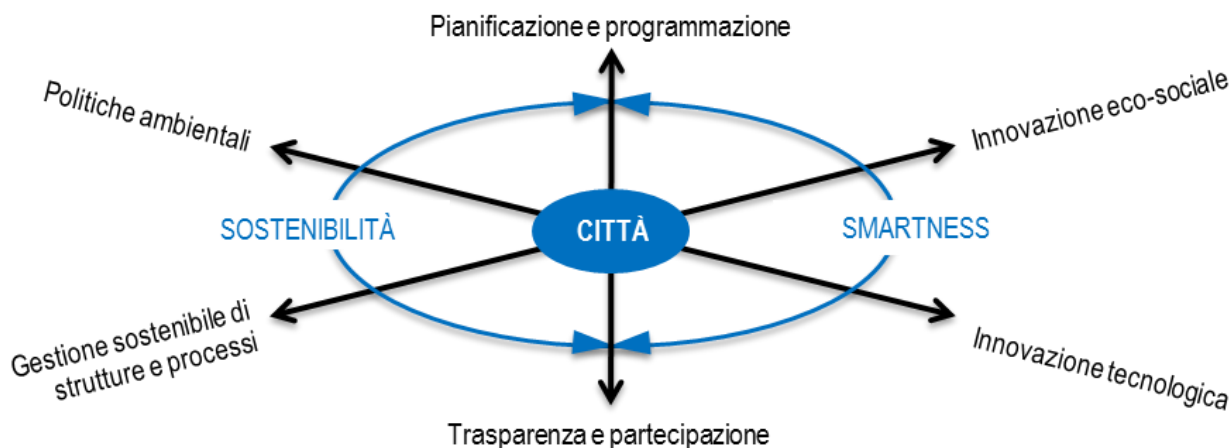 Pianificazione e programmazione
Politiche ambientali
Innovazione eco-sociale
SOSTENIBILITÀ
CITTÀ
SMARTNESS
Gestione sostenibile di
strutture e processi
Innovazione tecnologica
Trasparenza e partecipazione